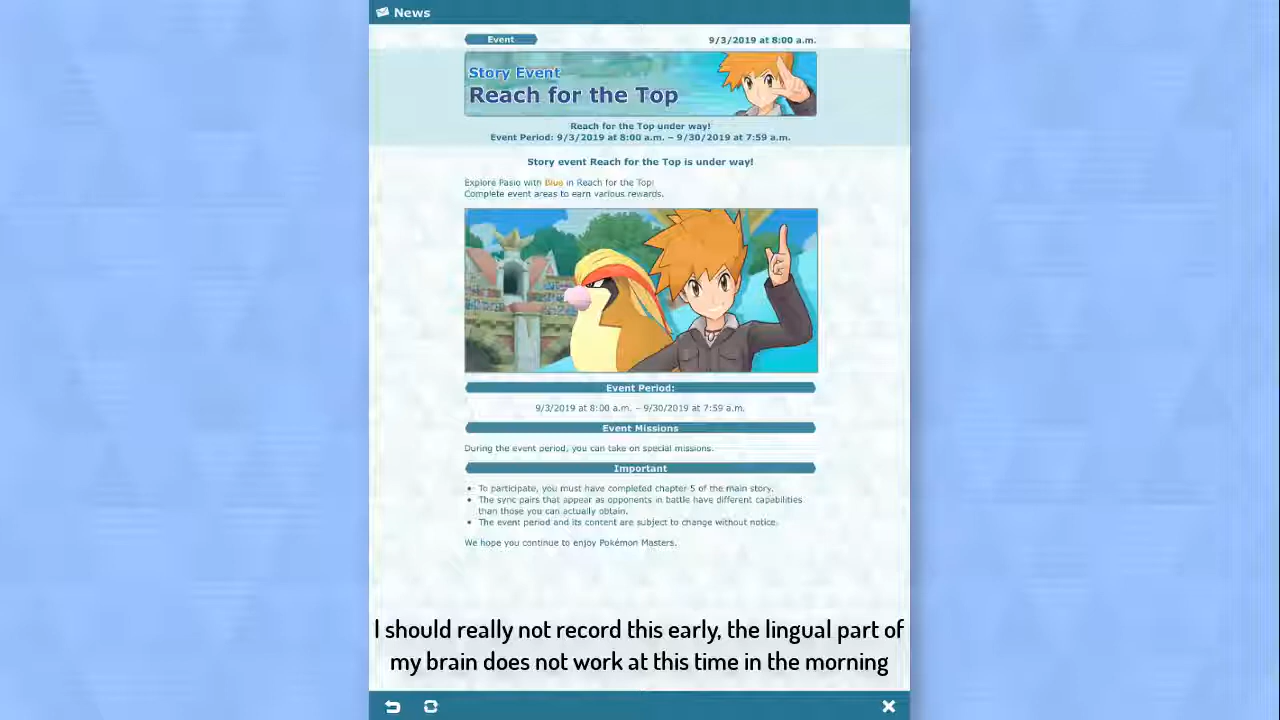 News
Event
9/3/2019 at 8:00 a.m.
Story Event
Reach for the Top
Reach for the Top under way!
Event Period: 9/3/2019 at 8:00 a.m. – 9/30/2019 at 7:59 a.m.
Story event Reach for the Top is under way!
Explore Pasio with Blue in Reach for the Top!
Complete event areas to earn various rewards.
Event Period:
9/3/2019 at 8:00 a.m. – 9/30/2019 at 7:59 a.m.
Event Missions
During the event period, you can take on special missions.
Important
• To participate, you must have completed chapter 5 of the main story.
• The sync pairs that appear as opponents in battle have different capabilities
than those you can actually obtain.
• The event period and its content are subject to change without notice.
We hope you continue to enjoy Pokémon Masters.
I should really not record this early, the lingual part of
my brain does not work at this time in the morning